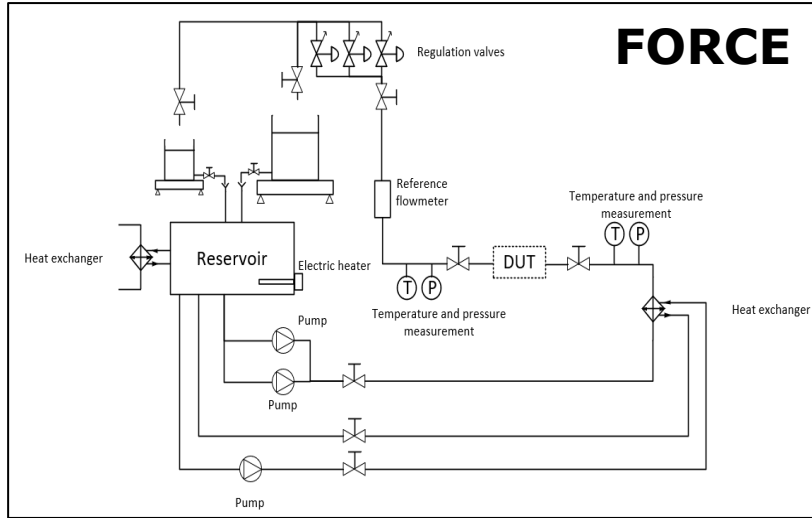 FORCE
Regulation valves
Reference
flowmeter
Temperature and pressure
measurement
T P
Heat exchanger
Reservoir
Electric heater
DUT
T P
Temperature and pressure
measurement
Heat exchanger
Pump
Pump
Pump